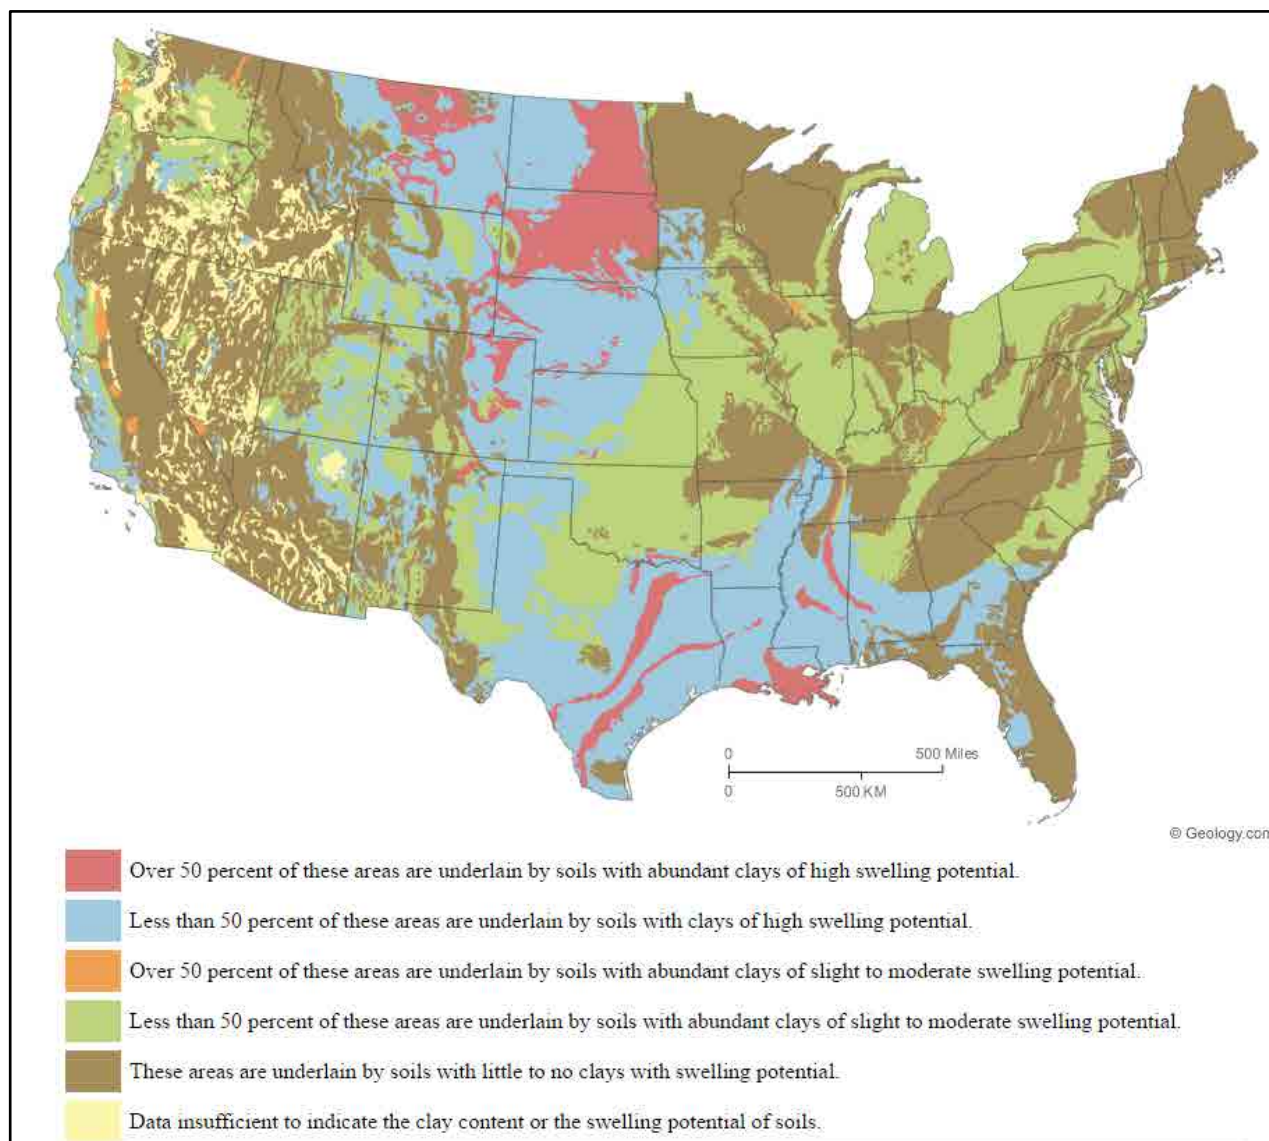 0 500 Miles
0 500 KM
© Geology.com
Over 50 percent of these areas are underlain by soils with abundant clays of high swelling potential.
Less than 50 percent of these areas are underlain by soils with clays of high swelling potential.
Over 50 percent of these areas are underlain by soils with abundant clays of slight to moderate swelling potential.
Less than 50 percent of these areas are underlain by soils with abundant clays of slight to moderate swelling potential.
These areas are underlain by soils with little to no clays with swelling potential.
Data insufficient to indicate the clay content or the swelling potential of soils.